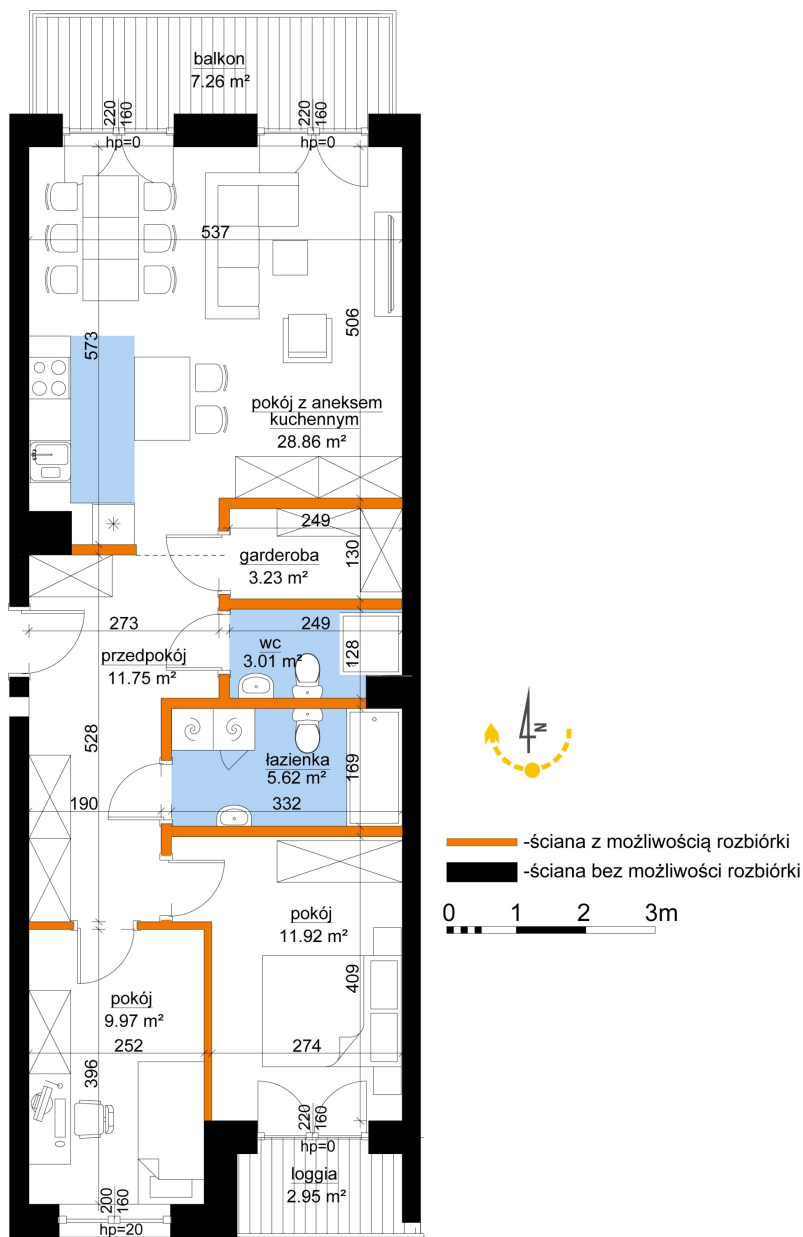 balkon
7.26 m²
220
160
hp=0
220
160
hp=0
537
573
506
pokój z aneksem
kuchennym
28.86 m²
249
130
garderoba
3.23 m²
273
249
wc
3.01 m²
128
przedpokój
11.75 m²
528
łazienka
5.62 m²
169
190
332
N
-ściana z możliwością rozbiórki
-ściana bez możliwości rozbiórki
0 1 2 3m
pokój
11.92 m²
409
pokój
9.97 m²
252
274
396
220
160
hp=0
loggia
2.95 m²
200
160
hp=20